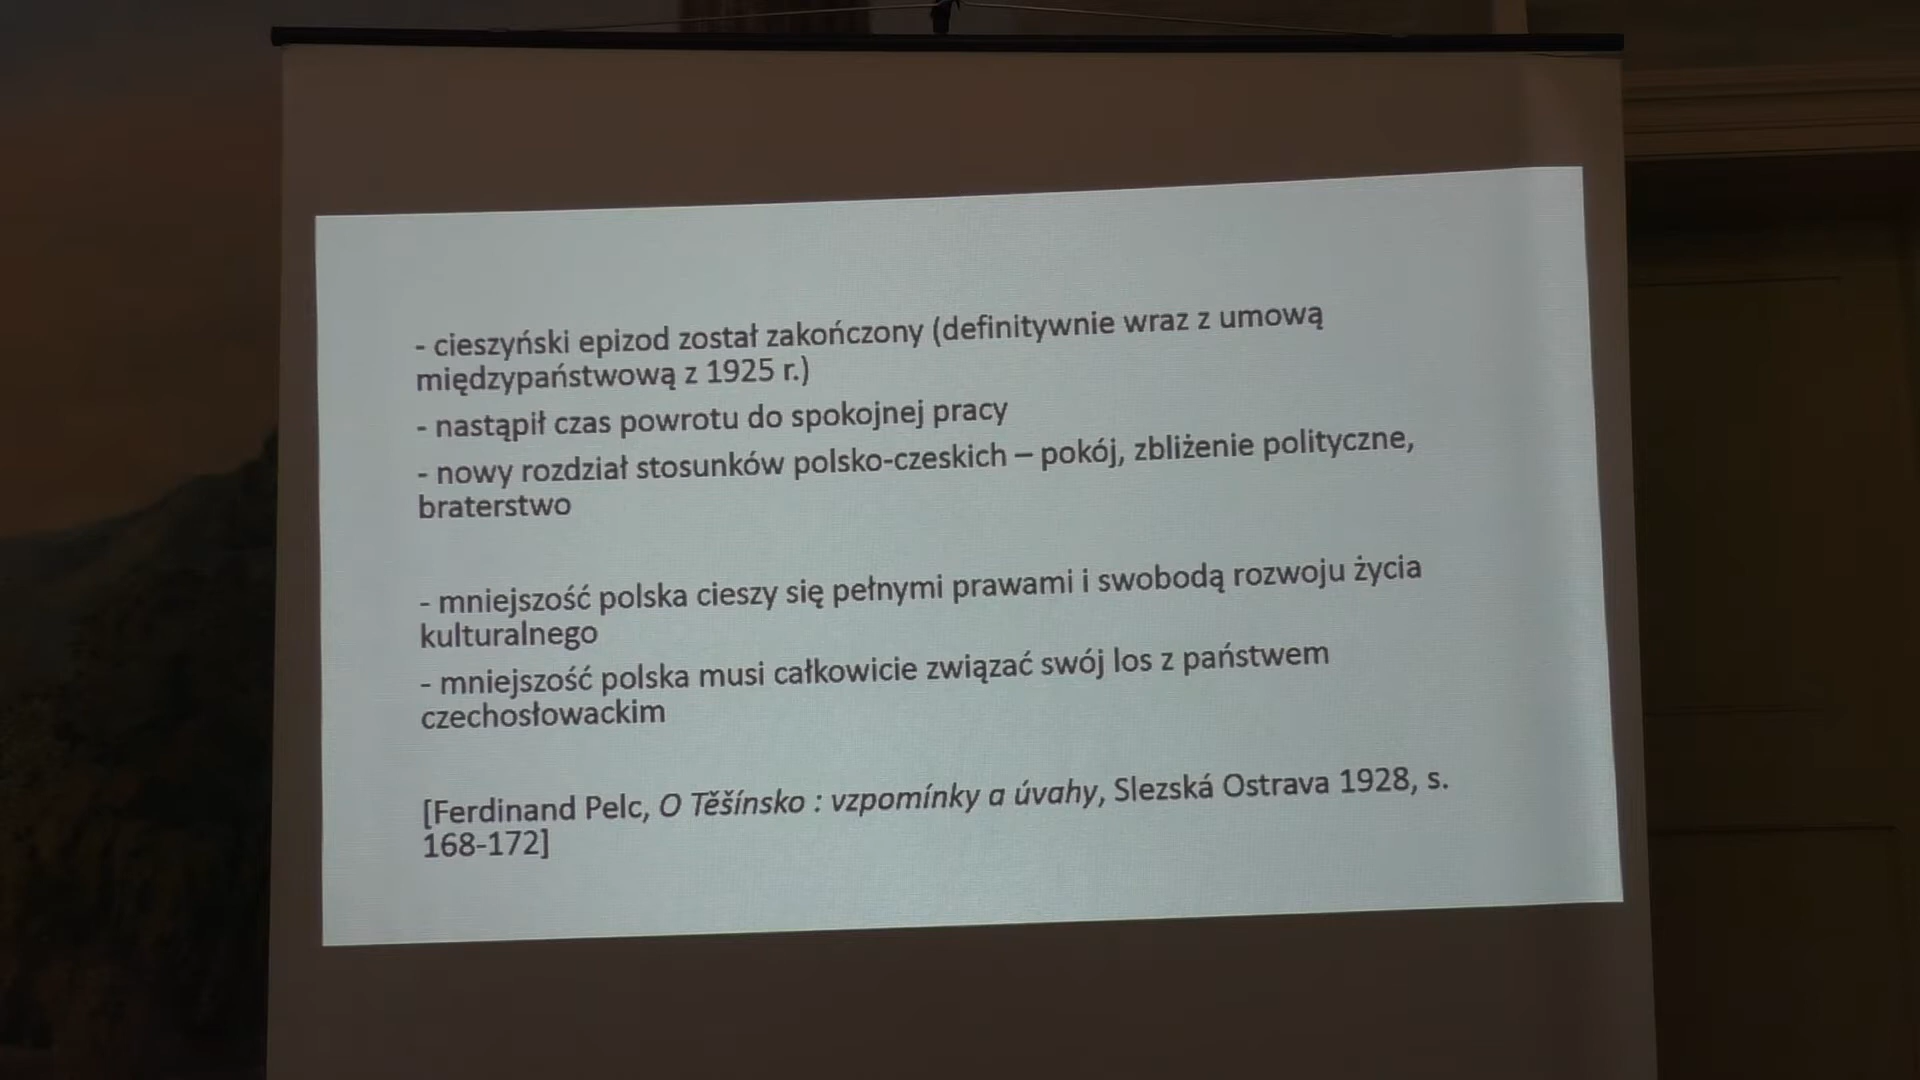 - cieszyński epizod został zakończony (definitywnie wraz z umową
międzypaństwową z 1925 r.)
- nastąpił czas powrotu do spokojnej pracy
- nowy rozdział stosunków polsko-czeskich – pokój, zbliżenie polityczne,
braterstwo
- mniejszość polska cieszy się pełnymi prawami i swobodą rozwoju życia
kulturalnego
- mniejszość polska musi całkowicie związać swój los z państwem
czechosłowackim
[Ferdinand Pelc, O Těšínsko : vzpomínky a úvahy, Slezská Ostrava 1928, s.
168-172]